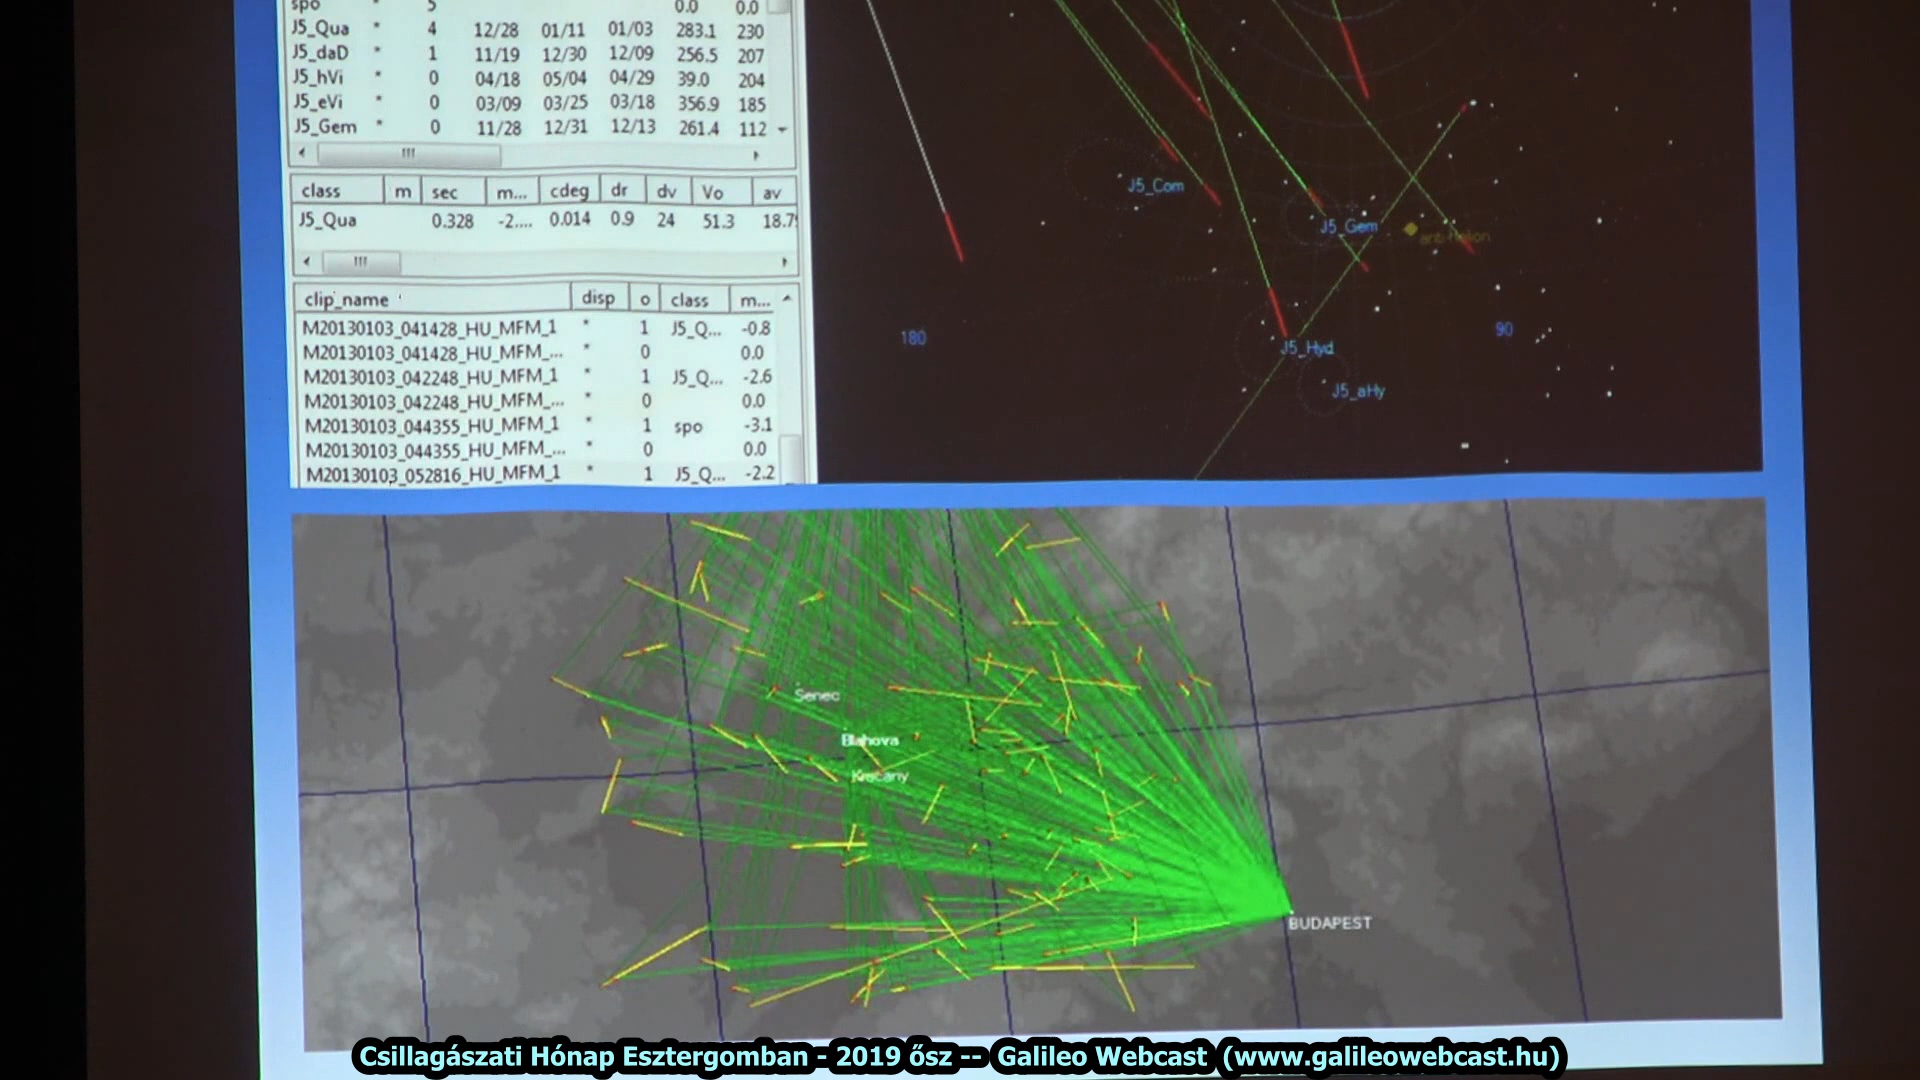 spo * 5 0.0 0.0
J5_Qua * 4 12/28 01/11 01/03 283.1 230
J5_daD * 1 11/19 12/30 12/09 256.5 207
J5_hVi * 0 04/18 05/04 04/29 39.0 204
J5_eVi * 0 03/09 03/25 03/18 356.9 185
J5_Gem * 0 11/28 12/31 12/13 261.4 112
class m sec m... cdeg dr dv Vo av
J5_Qua 0.328 -2.... 0.014 0.9 24 51.3 18.7
clip_name disp o class m...
M20130103_041428_HU_MFM_1 * 1 J5_Q... -0.8
M20130103_041428_HU_MFM_... * 0 0.0
M20130103_042248_HU_MFM_1 * 1 J5_Q... -2.6
M20130103_042248_HU_MFM_... * 0 0.0
M20130103_044355_HU_MFM_1 * 1 spo -3.1
M20130103_044355_HU_MFM_... * 0 0.0
M20130103_052816_HU_MFM_1 * 1 J5_Q... -2.2
J5_Com
J5_Gem
180
90
J5_Hyd
J5_aHy
Senec
Blahova
BUDAPEST
Csillagászati Hónap Esztergomban - 2019 ősz -- Galileo Webcast (www.galileowebcast.hu)